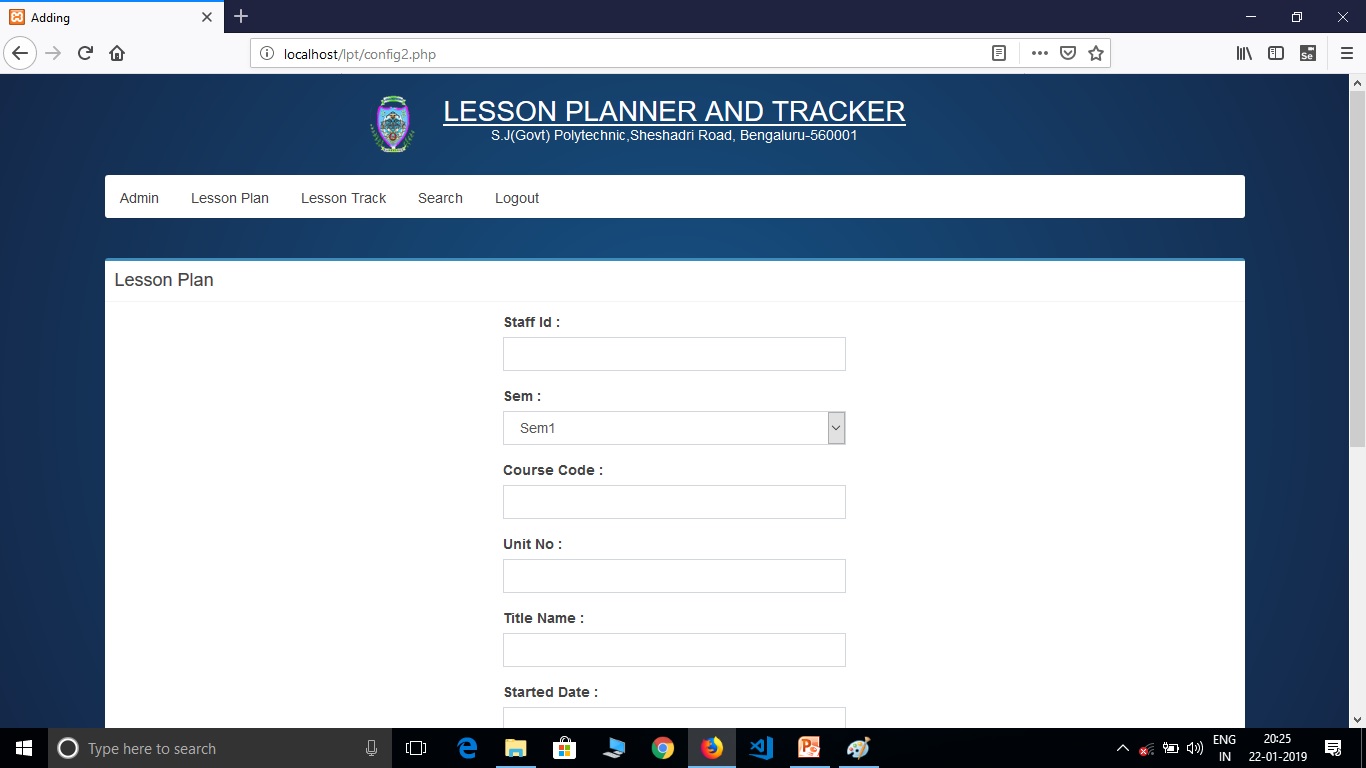 Adding
localhost/lpt/config2.php
Se
LESSON PLANNER AND TRACKER
S.J(Govt) Polytechnic,Sheshadri Road, Bengaluru-560001
Admin Lesson Plan Lesson Track Search Logout
Lesson Plan
Staff Id :
Sem :
Sem1
Course Code :
Unit No :
Title Name :
Started Date :
Type here to search
ENG 20:25
IN 22-01-2019